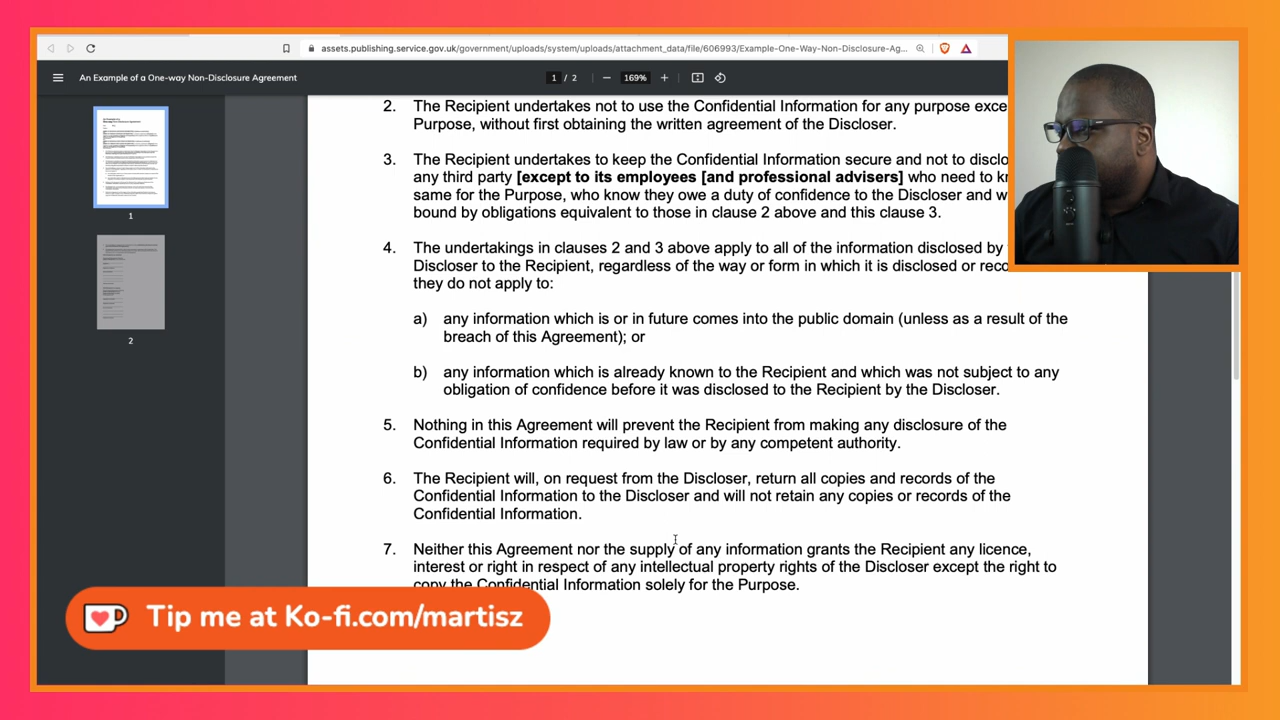 assets.publishing.service.gov.uk/government/uploads/system/uploads/attachment_data/file/606993/Example-One-Way-Non-Disclosure-Ag...
An Example of a One-way Non-Disclosure Agreement
1 / 2
169%
1
2
2. The Recipient undertakes not to use the Confidential Information for any purpose exce
Purpose, without first obtaining the written agreement of the Discloser.
3. The Recipient undertakes to keep the Confidential Information secure and not to disclo
any third party [except to its employees [and professional advisers] who need to kn
same for the Purpose, who know they owe a duty of confidence to the Discloser and w
bound by obligations equivalent to those in clause 2 above and this clause 3.
4. The undertakings in clauses 2 and 3 above apply to all of the information disclosed by
Discloser to the Recipient, regardless of the way or form in which it is disclosed or reco
they do not apply to:
a) any information which is or in future comes into the public domain (unless as a result of the
breach of this Agreement); or
b) any information which is already known to the Recipient and which was not subject to any
obligation of confidence before it was disclosed to the Recipient by the Discloser.
5. Nothing in this Agreement will prevent the Recipient from making any disclosure of the
Confidential Information required by law or by any competent authority.
6. The Recipient will, on request from the Discloser, return all copies and records of the
Confidential Information to the Discloser and will not retain any copies or records of the
Confidential Information.
7. Neither this Agreement nor the supply of any information grants the Recipient any licence,
interest or right in respect of any intellectual property rights of the Discloser except the right to
copy the Confidential Information solely for the Purpose.
Tip me at Ko-fi.com/martisz